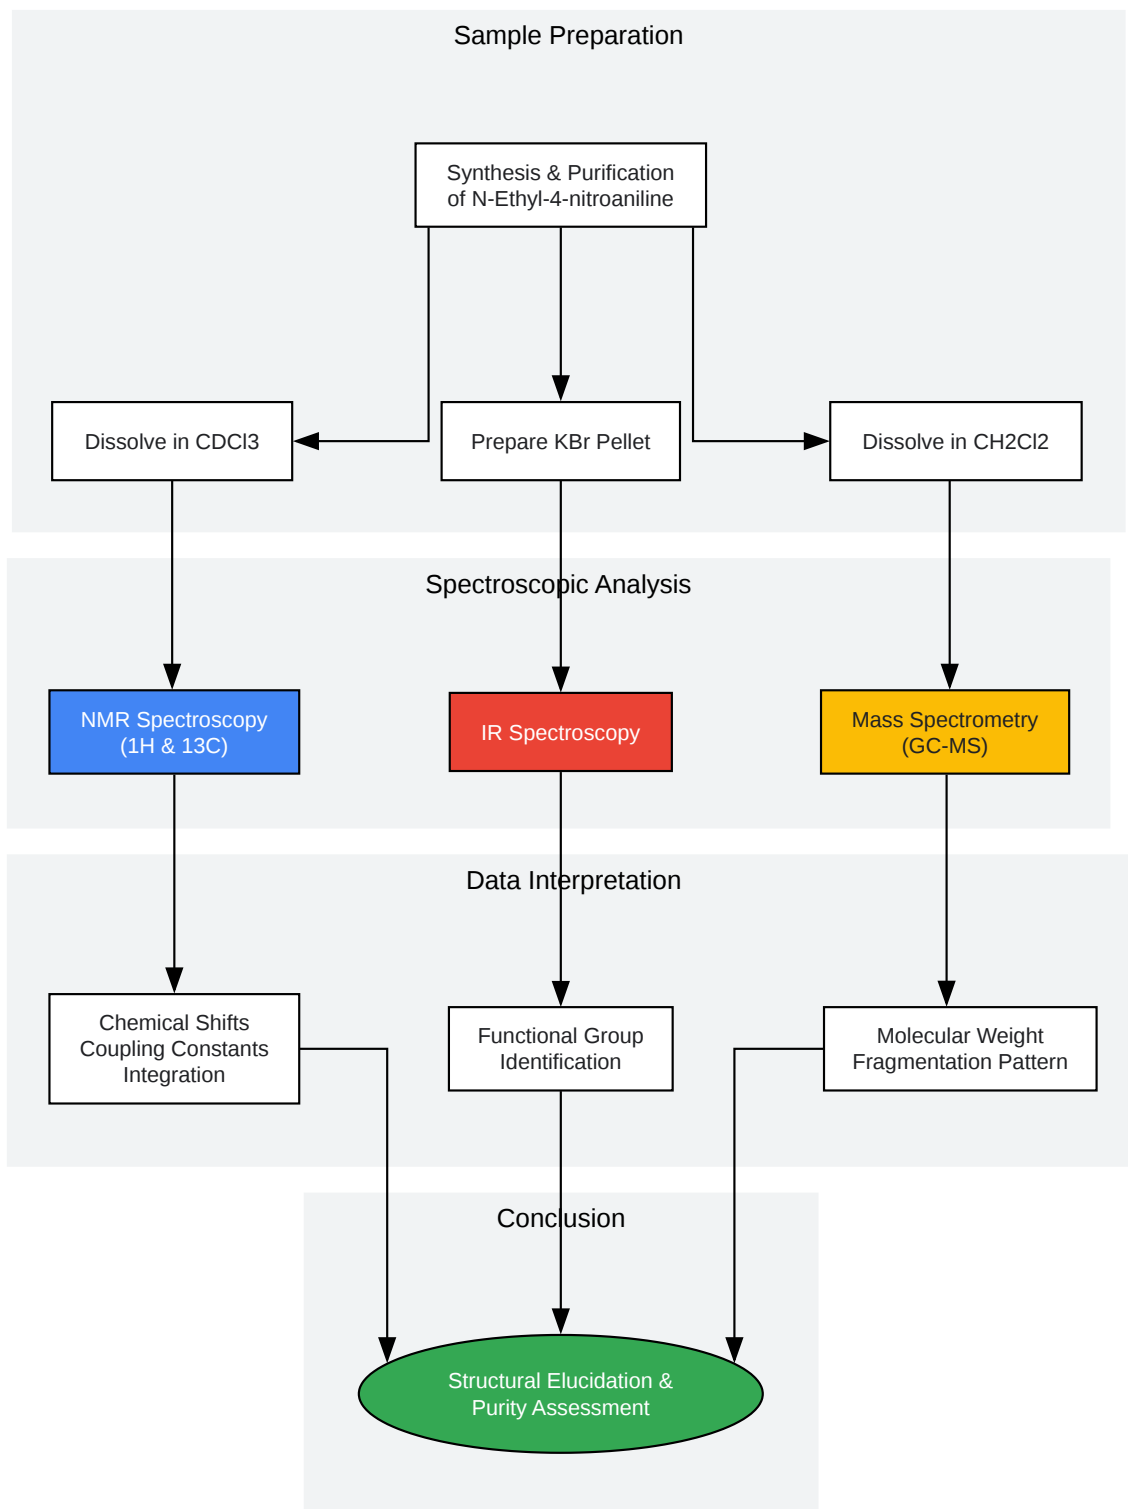 Sample Preparation
Synthesis & Purification
of N-Ethyl-4-nitroaniline
Dissolve in CDCl3
Prepare KBr Pellet
Dissolve in CH2Cl2
Spectroscopic Analysis
NMR Spectroscopy
(1H & 13C)
IR Spectroscopy
Mass Spectrometry
(GC-MS)
Data Interpretation
Chemical Shifts
Coupling Constants
Integration
Functional Group
Identification
Molecular Weight
Fragmentation Pattern
Conclusion
Structural Elucidation &
Purity Assessment